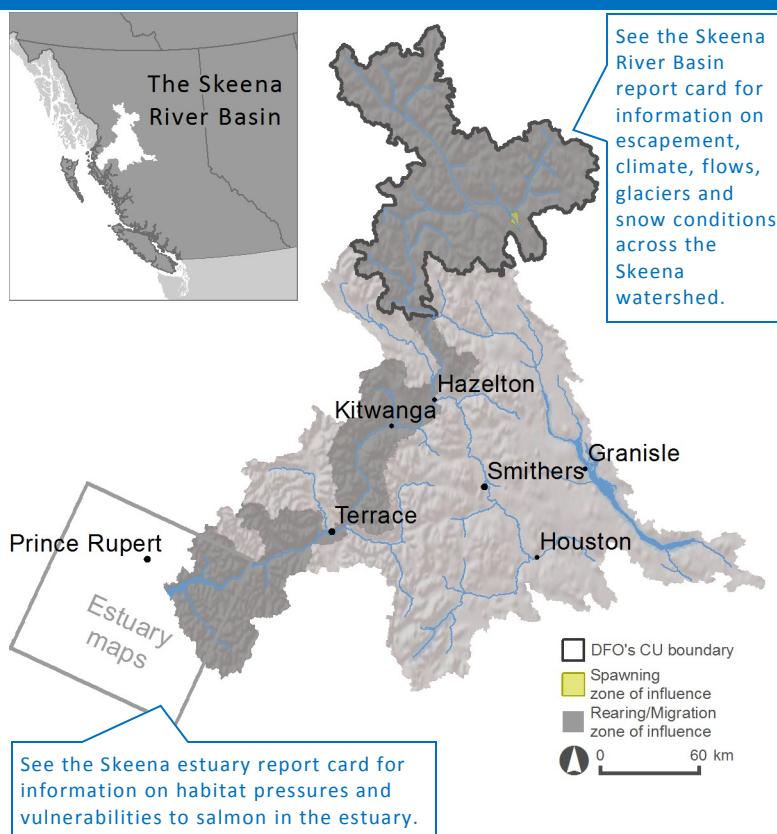 The Skeena
River Basin
See the Skeena
River Basin
report card for
information on
escapement,
climate, flows,
glaciers and
snow conditions
across the
Skeena
watershed.
Hazelton
Kitwanga
Granisle
Smithers
Terrace
Prince Rupert
Houston
Estuary
maps
DFO's CU boundary
Spawning
zone of influence
Rearing/Migration
zone of influence
0 60 km
See the Skeena estuary report card for
information on habitat pressures and
vulnerabilities to salmon in the estuary.